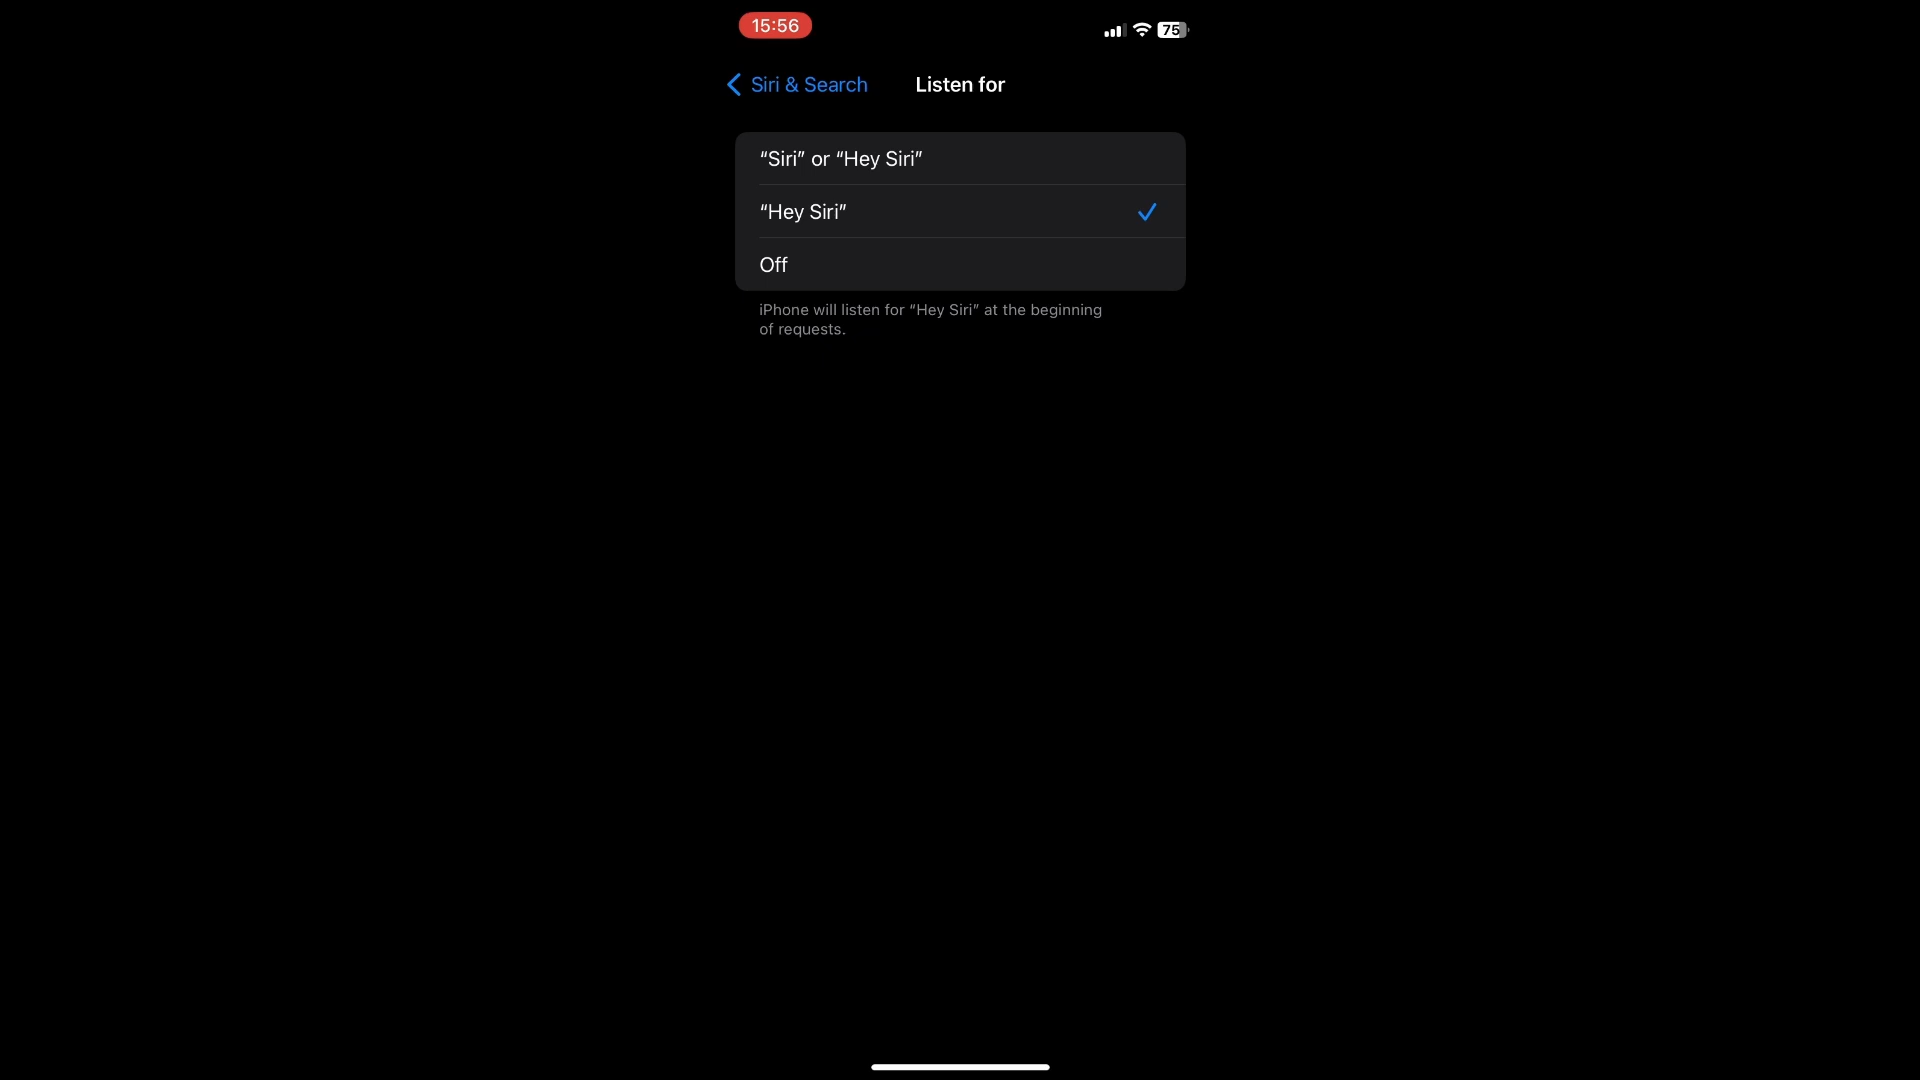 15:56
75
Siri & Search
Listen for
“Siri” or “Hey Siri”
“Hey Siri”
Off
iPhone will listen for “Hey Siri” at the beginning
of requests.